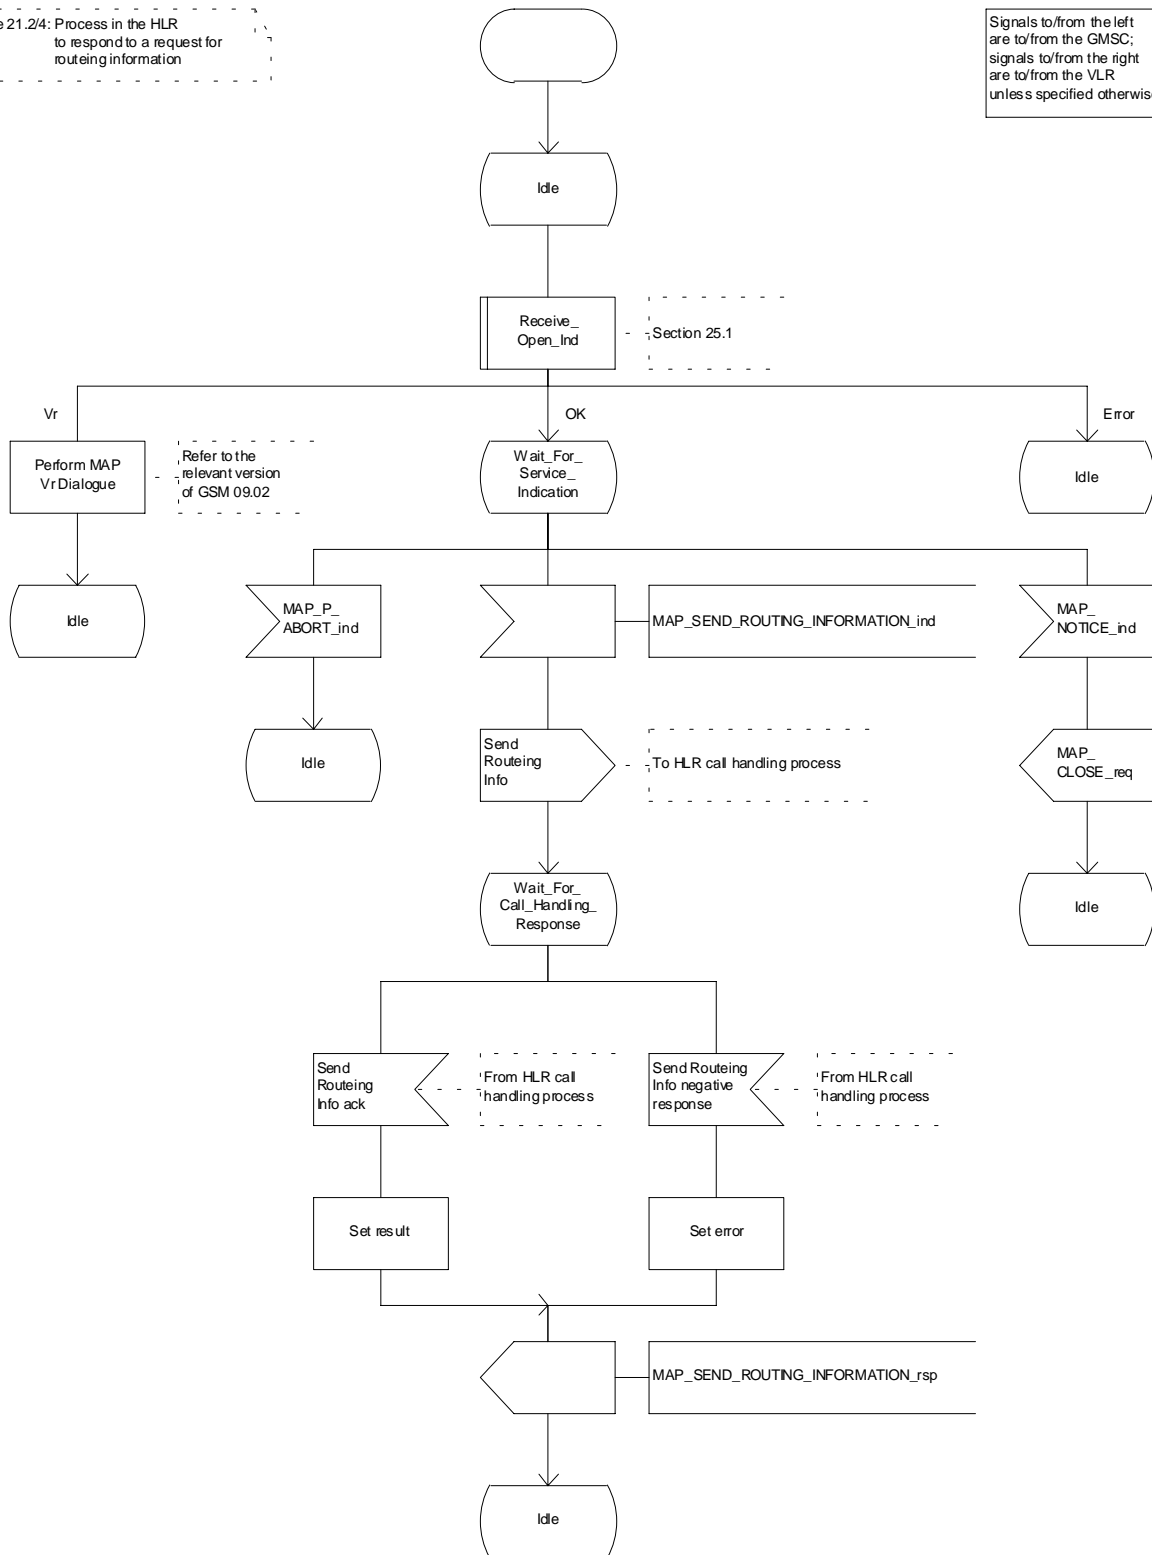 e 21.2/4: Process in the HLR
to respond to a request for
routeing information
Signals to/from the left
are to/from the GMSC;
signals to/from the right
are to/from the VLR
unless specified otherwise
Idle
Receive_
Open_Ind
Section 25.1
Vr
OK
Error
Perform MAP
Vr Dialogue
Refer to the
relevant version
of GSM 09.02
Wait_For_
Service_
Indication
Idle
Idle
MAP_P_
ABORT_ind
MAP_SEND_ROUTING_INFORMATION_ind
MAP_
NOTICE_ind
Idle
Send
Routeing
Info
To HLR call handling process
MAP_
CLOSE_req
Wait_For_
Call_Handling_
Response
Idle
Send
Routeing
Info ack
From HLR call
handling process
Send Routeing
Info negative
response
From HLR call
handling process
Set result
Set error
MAP_SEND_ROUTING_INFORMATION_rsp
Idle